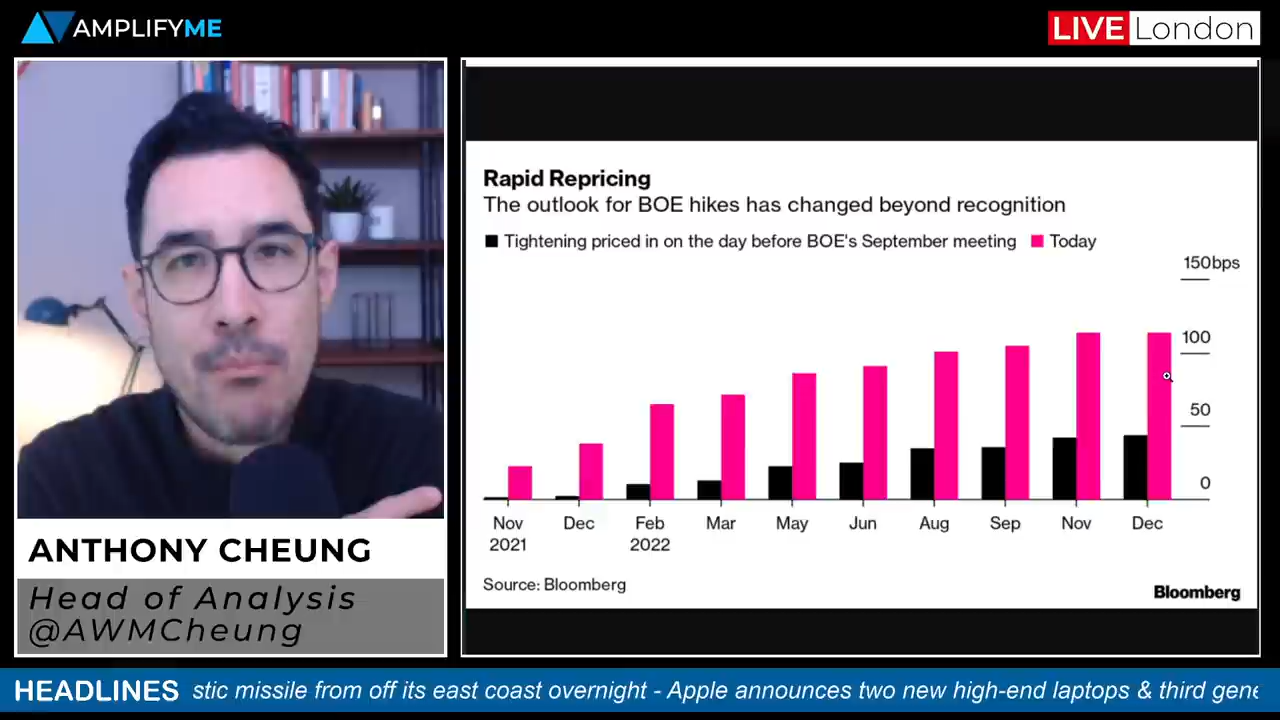 AMPLIFYME
LIVE London
Rapid Repricing
The outlook for BOE hikes has changed beyond recognition
Tightening priced in on the day before BOE's September meeting Today
150bps
100
50
0
Nov Dec Feb Mar May Jun Aug Sep Nov Dec
2021 2022
Source: Bloomberg
Bloomberg
ANTHONY CHEUNG
Head of Analysis
@AWMCheung
HEADLINES stic missile from off its east coast overnight - Apple announces two new high-end laptops & third gene